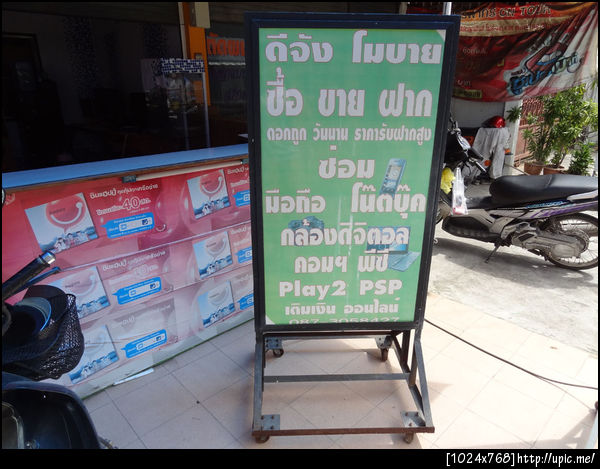 ดีจัง โมบาย
ซื้อ ขาย ฝาก
ดอกถูก วันนาน ราคารับฝากสูง
ซ่อม
มือถือ โน๊ตบุ๊ค
กล้องดิจิตอล
คอมฯ พีซี
Play2 PSP
เติมเงิน ออนไลน์
087-7058427
40
40
[1024x768]http://upic.me/